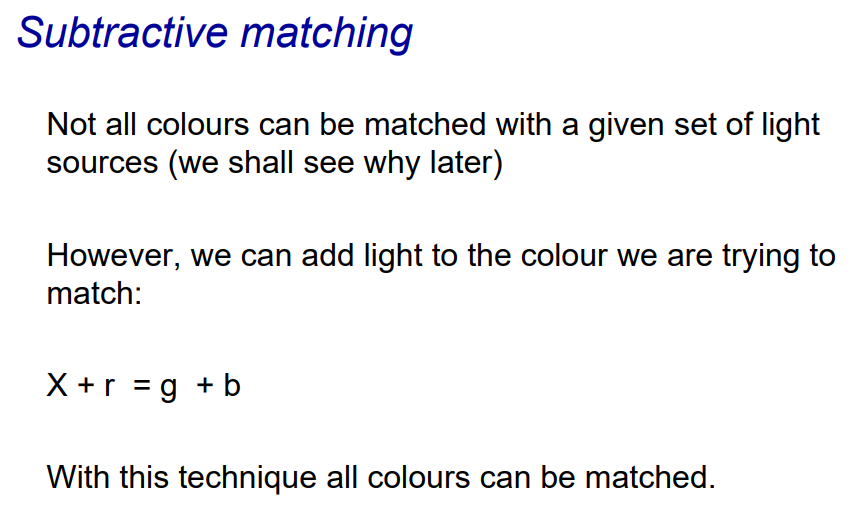 Subtractive matching
Not all colours can be matched with a given set of light
sources (we shall see why later)
However, we can add light to the colour we are trying to
match:
X + r = g + b
With this technique all colours can be matched.